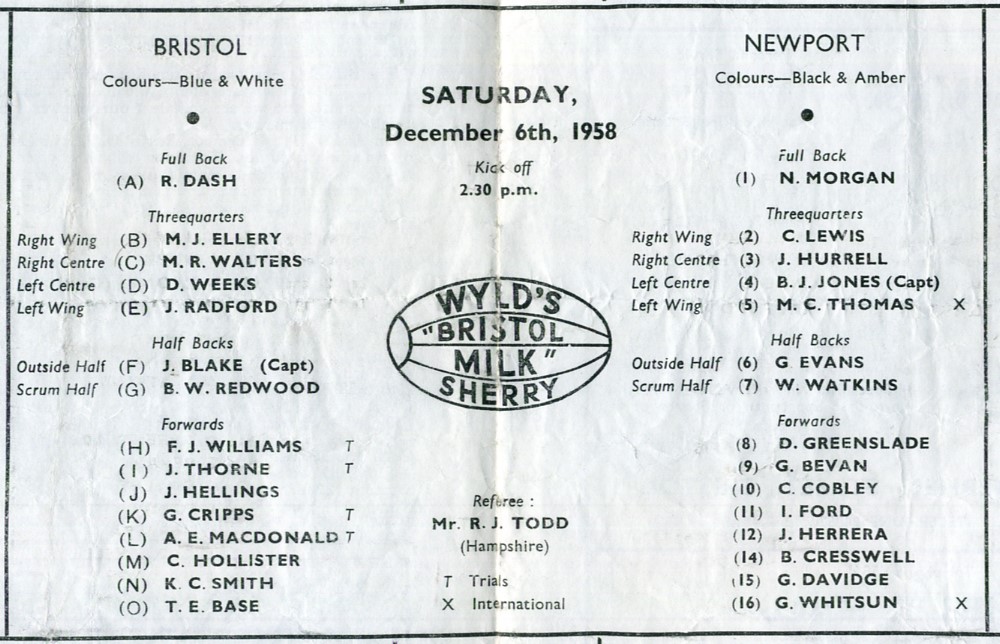 BRISTOL
Colours—Blue & White
Full Back
(A) R. DASH
Threequarters
Right Wing (B) M. J. ELLERY
Right Centre (C) M. R. WALTERS
Left Centre (D) D. WEEKS
Left Wing (E) J. RADFORD
Half Backs
Outside Half (F) J. BLAKE (Capt)
Scrum Half (G) B. W. REDWOOD
Forwards
(H) F. J. WILLIAMS T
(I) J. THORNE T
(J) J. HELLINGS
(K) G. CRIPPS T
(L) A. E. MACDONALD T
(M) C. HOLLISTER
(N) K. C. SMITH
(O) T. E. BASE
SATURDAY,
December 6th, 1958
Kick off
2.30 p.m.
WYLD'S
"BRISTOL
MILK"
SHERRY
Referee :
Mr. R. J. TODD
(Hampshire)
T Trials
X International
NEWPORT
Colours—Black & Amber
Full Back
(1) N. MORGAN
Threequarters
Right Wing (2) C. LEWIS
Right Centre (3) J. HURRELL
Left Centre (4) B. J. JONES (Capt)
Left Wing (5) M. C. THOMAS X
Half Backs
Outside Half (6) G. EVANS
Scrum Half (7) W. WATKINS
Forwards
(8) D. GREENSLADE
(9) G. BEVAN
(10) C. COBLEY
(11) I. FORD
(12) J. HERRERA
(14) B. CRESSWELL
(15) G. DAVIDGE
(16) G. WHITSUN X